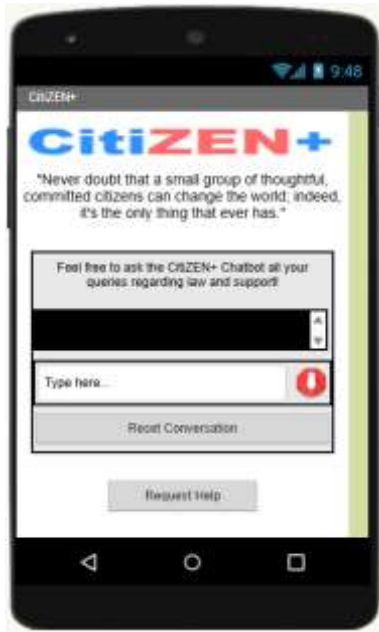 9:48
CitiZEN+
CitiZEN+
"Never doubt that a small group of thoughtful,
committed citizens can change the world; indeed,
it's the only thing that ever has."
Feel free to ask the CitiZEN+ Chatbot all your
queries regarding law and support!
Type here...
Reset Conversation
Request Help